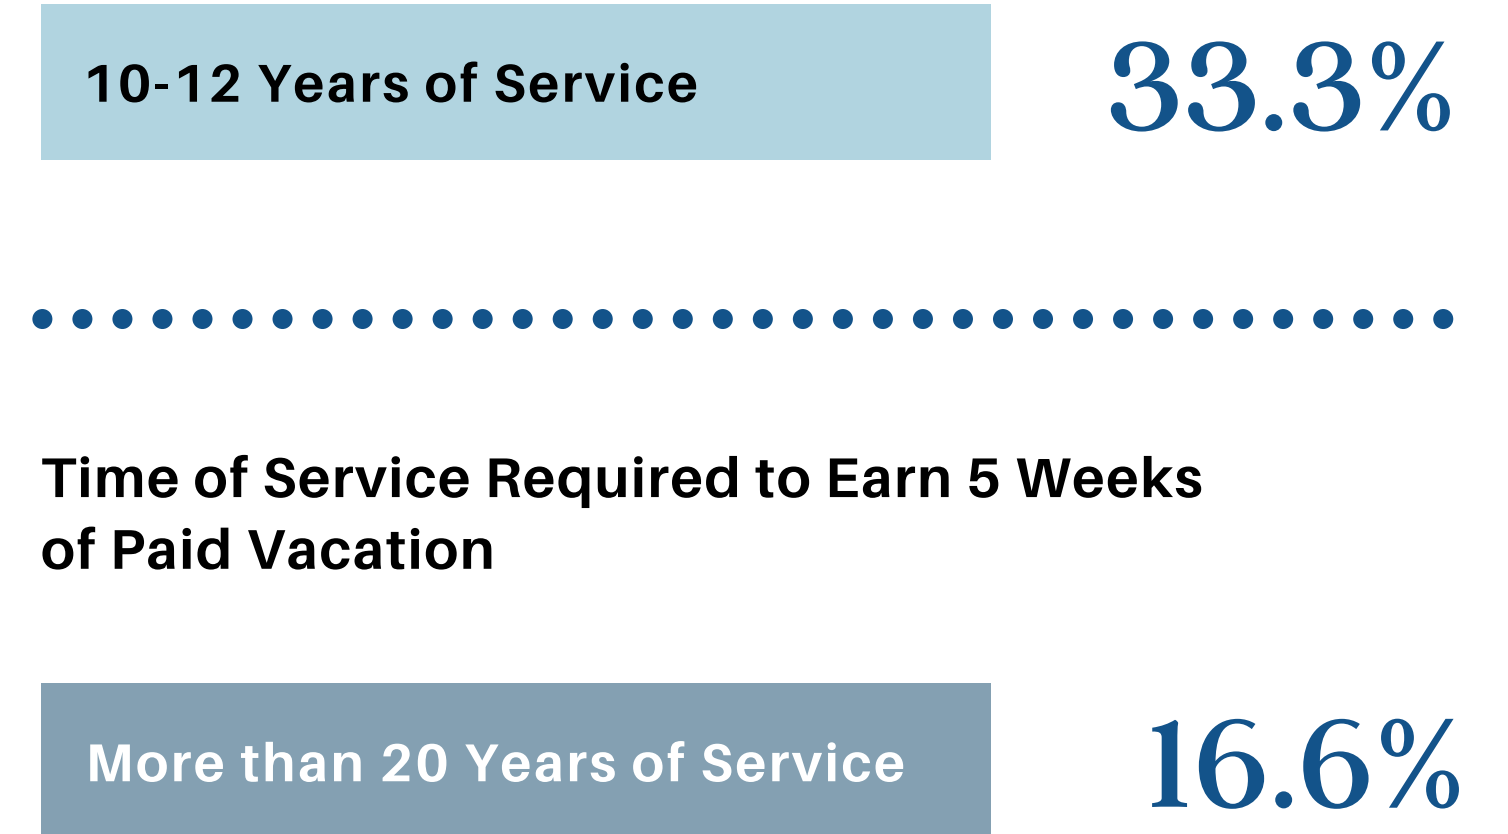 10-12 Years of Service 33.3%
Time of Service Required to Earn 5 Weeks
of Paid Vacation
More than 20 Years of Service 16.6%